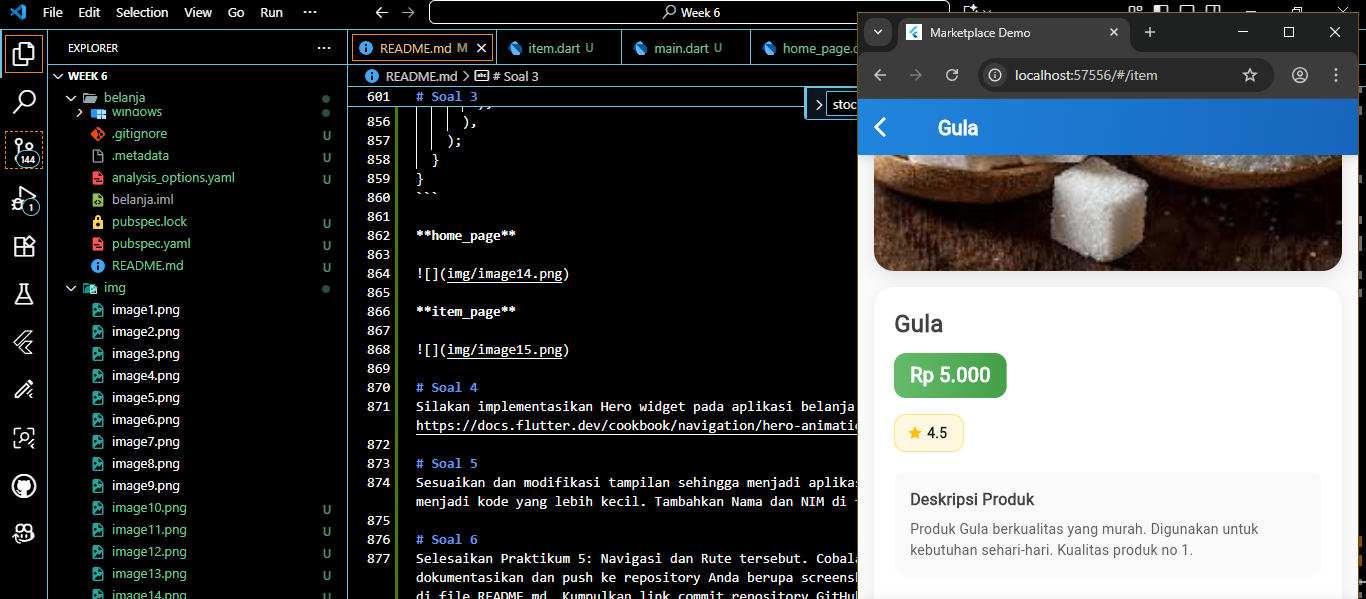 File Edit Selection View Go Run ···
Week 6
EXPLORER
WEEK 6
belanja
windows
.gitignore U
.metadata U
analysis_options.yaml U
belanja.iml
pubspec.lock U
pubspec.yaml U
README.md U
img
image1.png
image2.png
image3.png
image4.png
image5.png
image6.png
image7.png
image8.png
image9.png
image10.png U
image11.png U
image12.png U
image13.png U
image14.png U
144
1
README.md M
item.dart U
main.dart U
home_page.
README.md > # Soal 3
stoc
601 # Soal 3
856 ),
857 );
858 }
859 }
860 ```
861
862 **home_page**
863
864 ![](img/image14.png)
865
866 **item_page**
867
868 ![](img/image15.png)
869
870 # Soal 4
871 Silakan implementasikan Hero widget pada aplikasi belanja
https://docs.flutter.dev/cookbook/navigation/hero-animati
872
873 # Soal 5
874 Sesuaikan dan modifikasi tampilan sehingga menjadi aplikas
menjadi kode yang lebih kecil. Tambahkan Nama dan NIM di
875
876 # Soal 6
877 Selesaikan Praktikum 5: Navigasi dan Rute tersebut. Cobala
dokumentasikan dan push ke repository Anda berupa screensh
di file README.md. Kumpulkan link commit repository GitHub
Marketplace Demo
localhost:57556/#/item
Gula
Gula
Rp 5.000
4.5
Deskripsi Produk
Produk Gula berkualitas yang murah. Digunakan untuk
kebutuhan sehari-hari. Kualitas produk no 1.